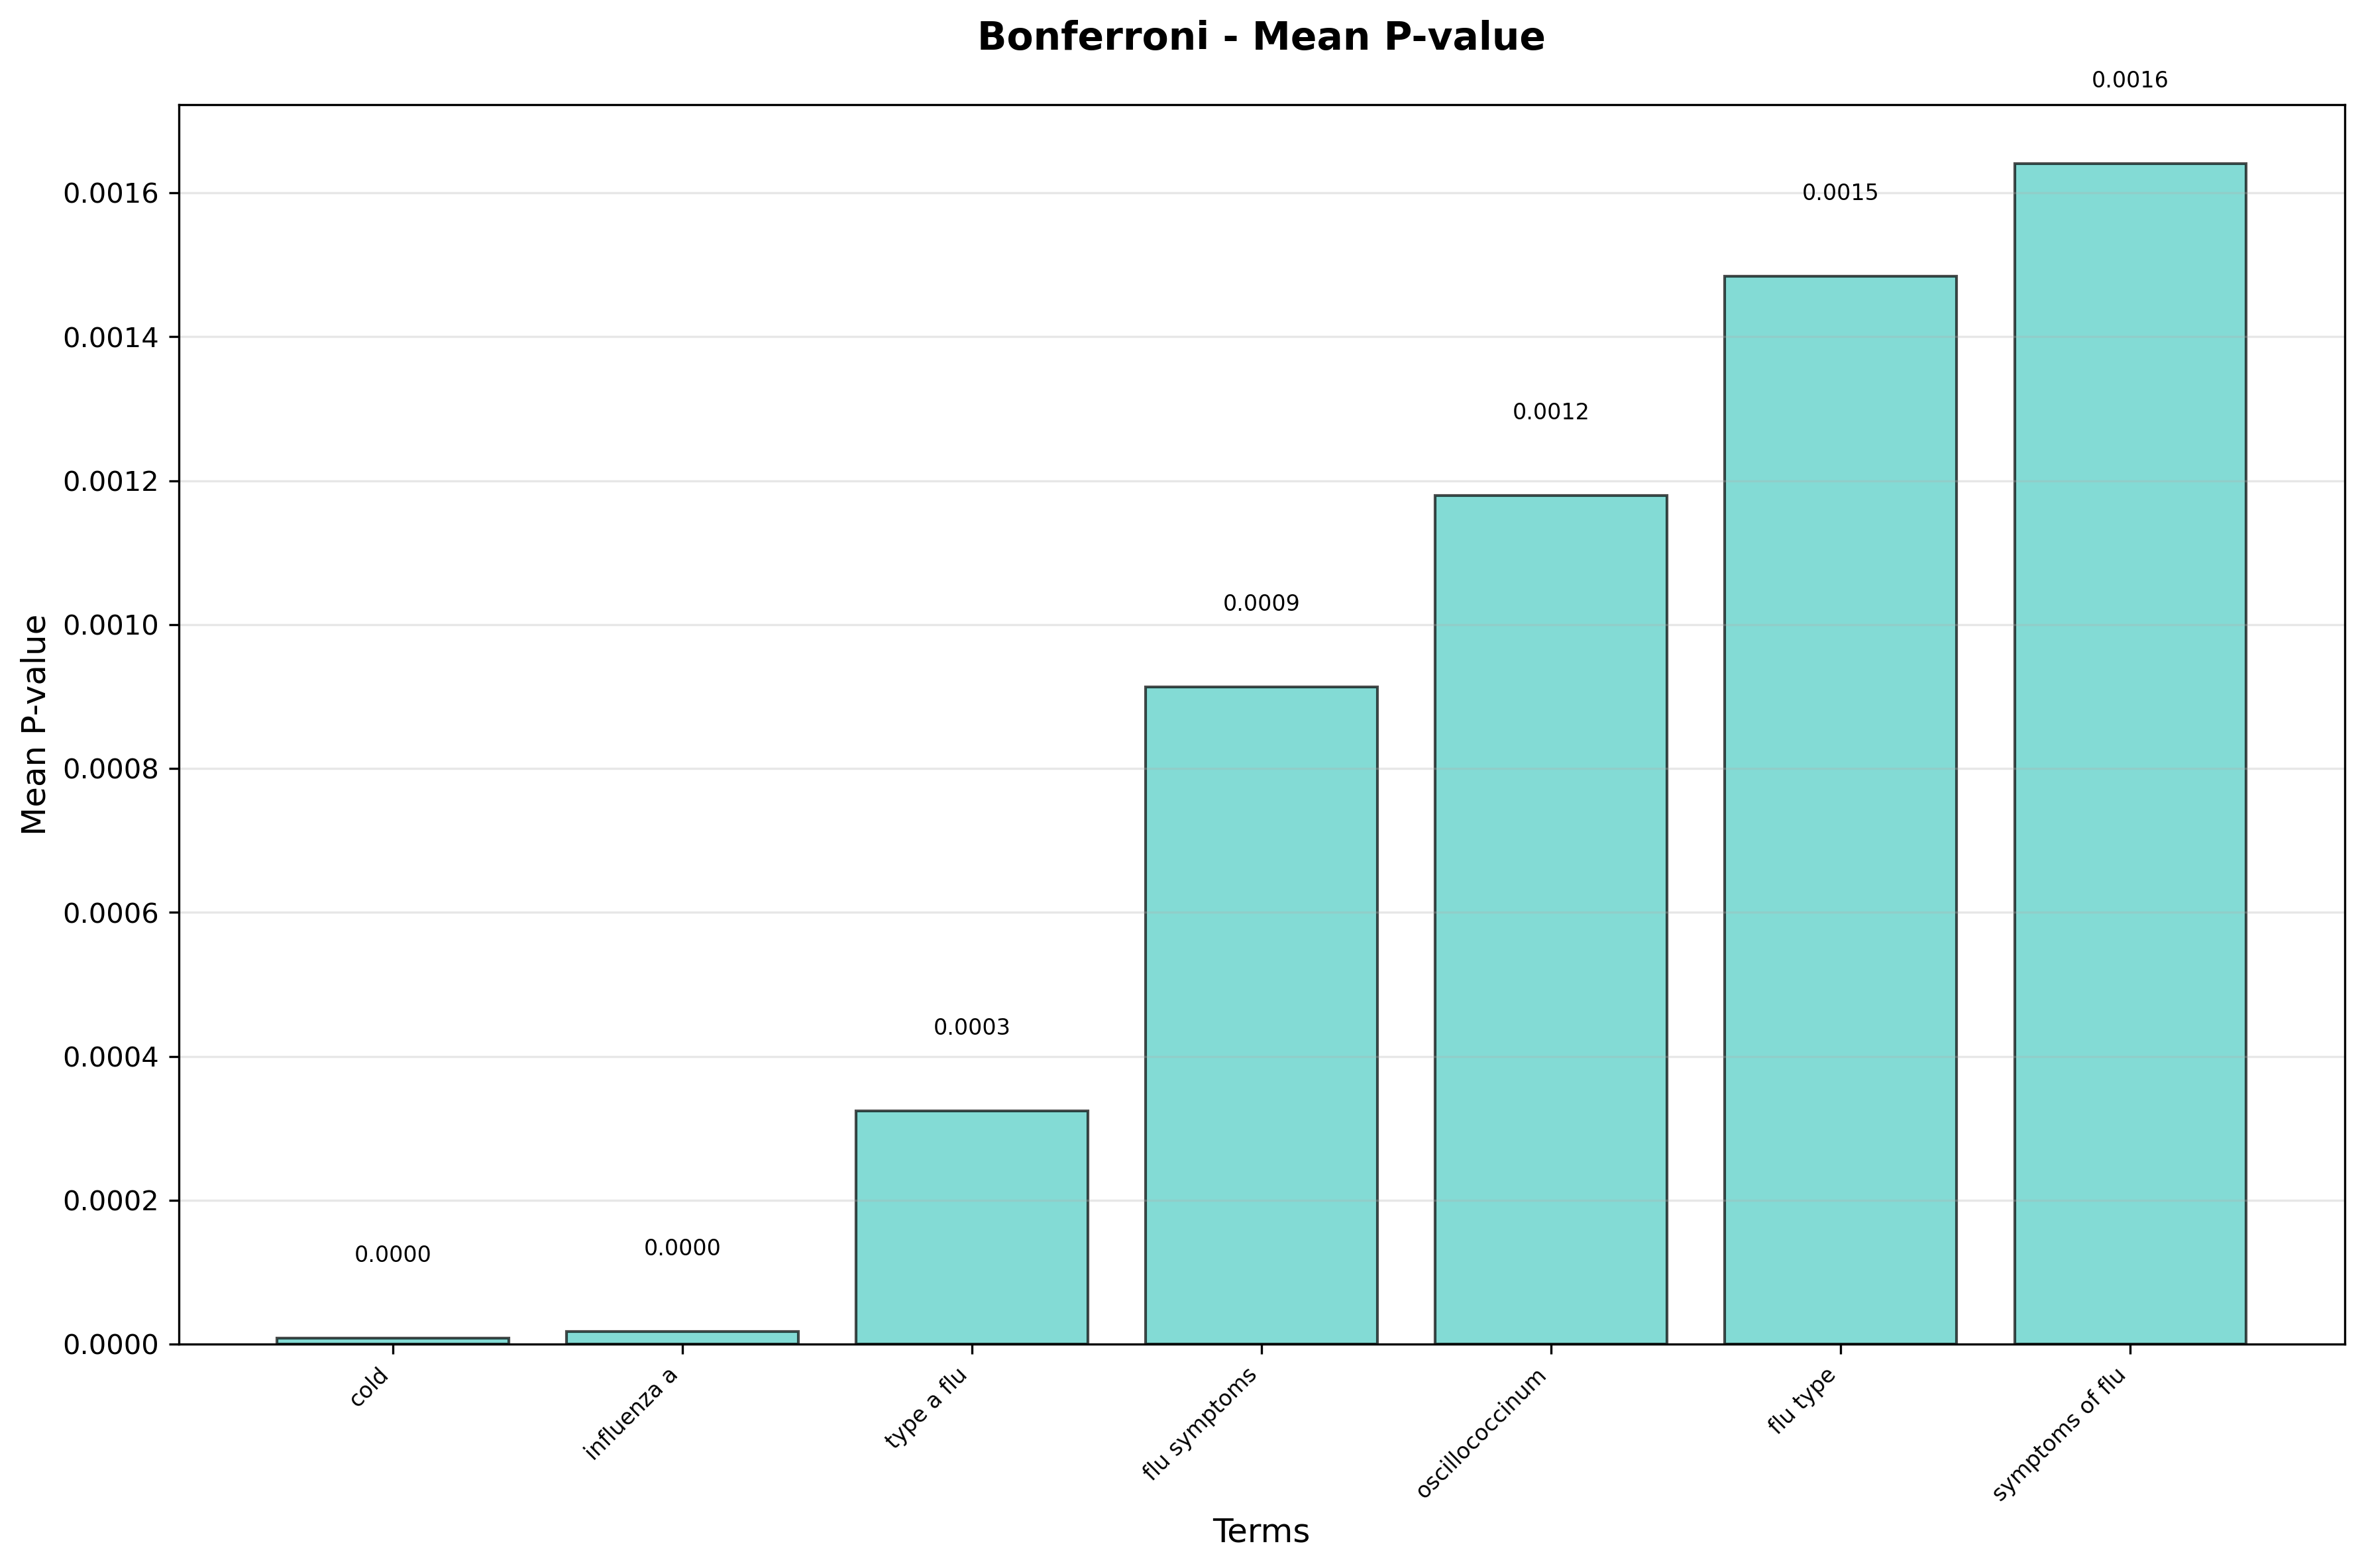 Bonferroni - Mean P-value
0.0016
0.0016
0.0015
0.0014
0.0012
0.0012
0.0010
0.0009
0.0008
0.0006
0.0004
0.0003
0.0002
0.0000
0.0000
0.0000
Mean P-value
cold
influenza a
type a flu
flu symptoms
oscillococcinum
flu type
symptoms of flu
Terms